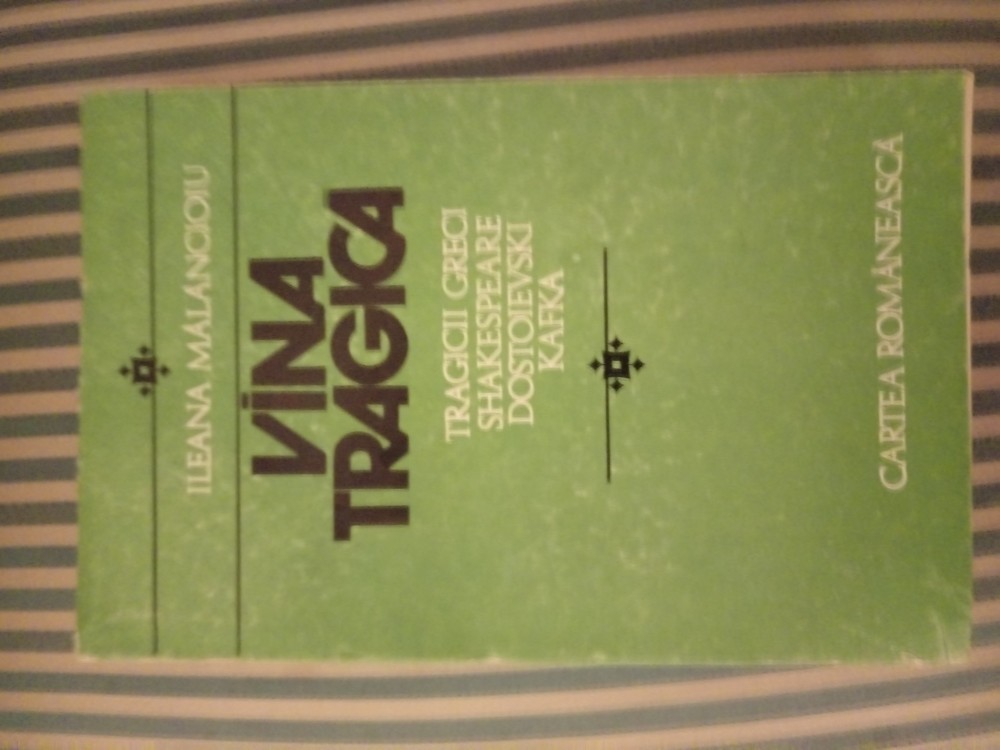 ILEANA MĂLĂNCIOIU
VINA
TRAGICĂ
TRAGICII GRECI
SHAKESPEARE
DOSTOIEVSKI
KAFKA
CARTEA ROMÂNEASCĂ